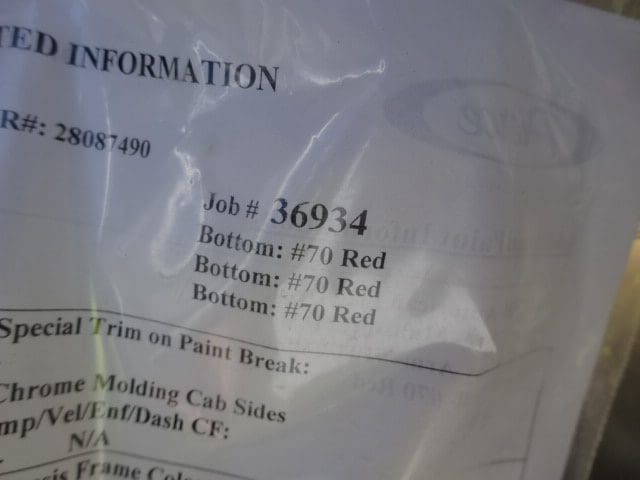 TED INFORMATION
R#: 28087490
Job # 36934
Bottom: #70 Red
Bottom: #70 Red
Bottom: #70 Red
Special Trim on Paint Break:
Chrome Molding Cab Sides
mp/Vel/Enf/Dash CF:
N/A
Frame